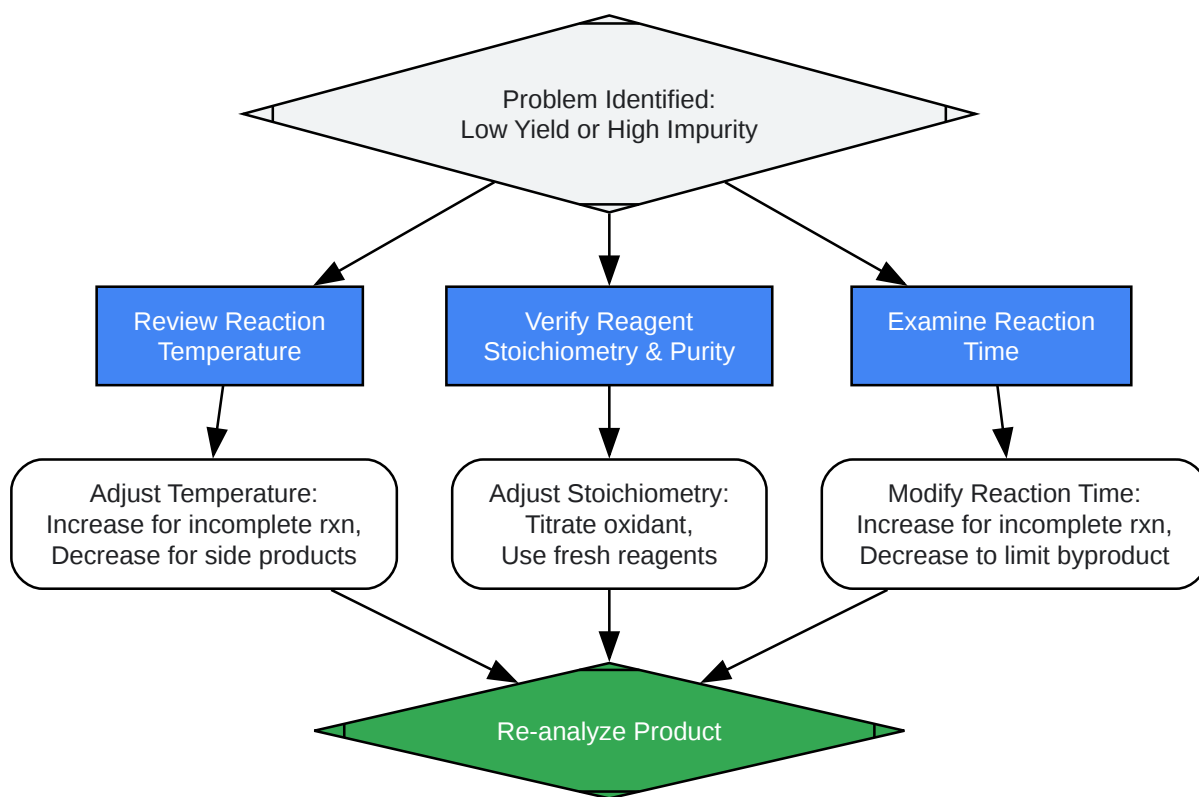 Problem Identified:
Low Yield or High Impurity
Review Reaction
Temperature
Verify Reagent
Stoichiometry & Purity
Examine Reaction
Time
Adjust Temperature:
Increase for incomplete rxn,
Decrease for side products
Adjust Stoichiometry:
Titrate oxidant,
Use fresh reagents
Modify Reaction Time:
Increase for incomplete rxn,
Decrease to limit byproduct
Re-analyze Product